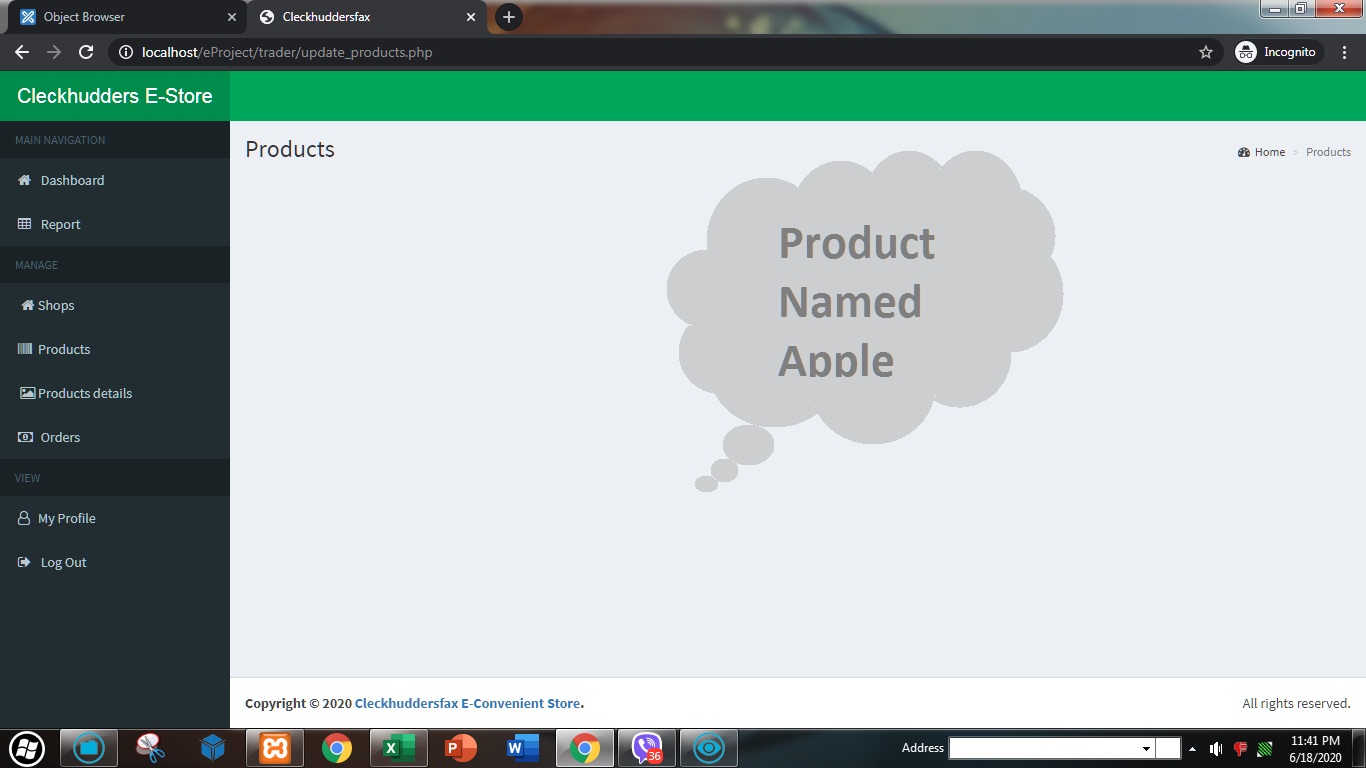 Object Browser
Cleckhuddersfax
localhost/eProject/trader/update_products.php
Incognito
Cleckhudders E-Store
MAIN NAVIGATION
Dashboard
Report
MANAGE
Shops
Products
Products details
Orders
VIEW
My Profile
Log Out
Products
Home > Products
Product
Named
Apple
Copyright © 2020 Cleckhuddersfax E-Convenient Store.
All rights reserved.
36
Address
11:41 PM
6/18/2020